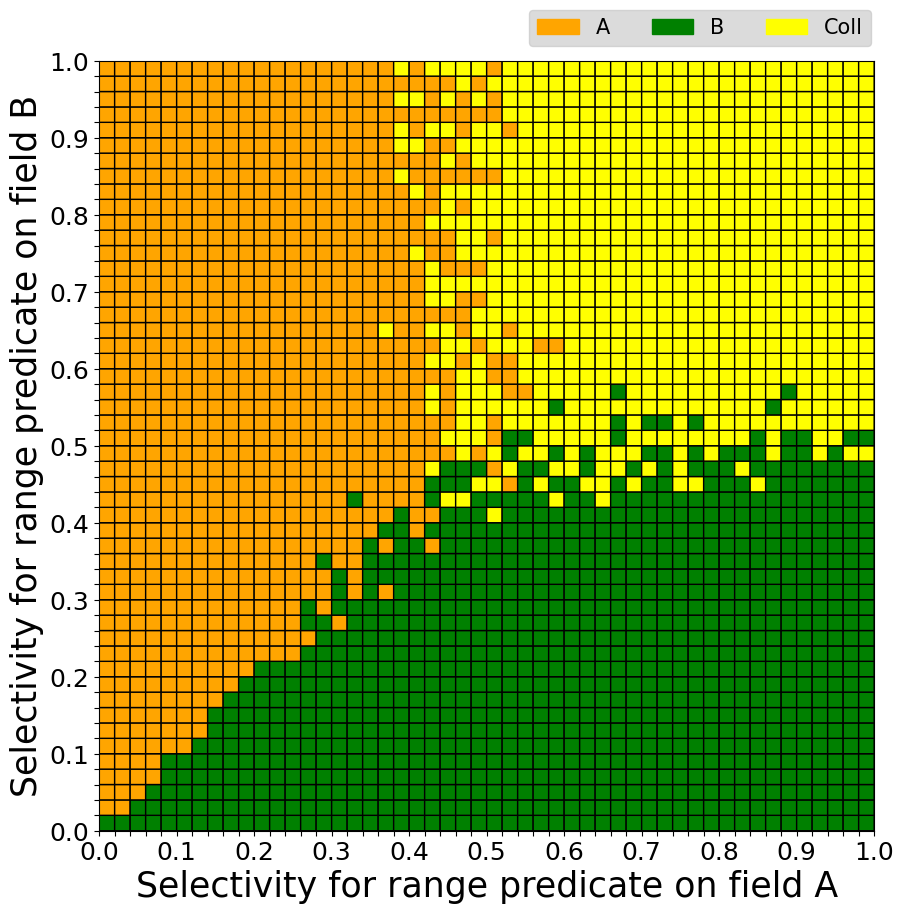 A B Coll
1.0
0.9
0.8
0.7
0.6
0.5
0.4
0.3
0.2
0.1
0.0
Selectivity for range predicate on field B
0.0 0.1 0.2 0.3 0.4 0.5 0.6 0.7 0.8 0.9 1.0
Selectivity for range predicate on field A